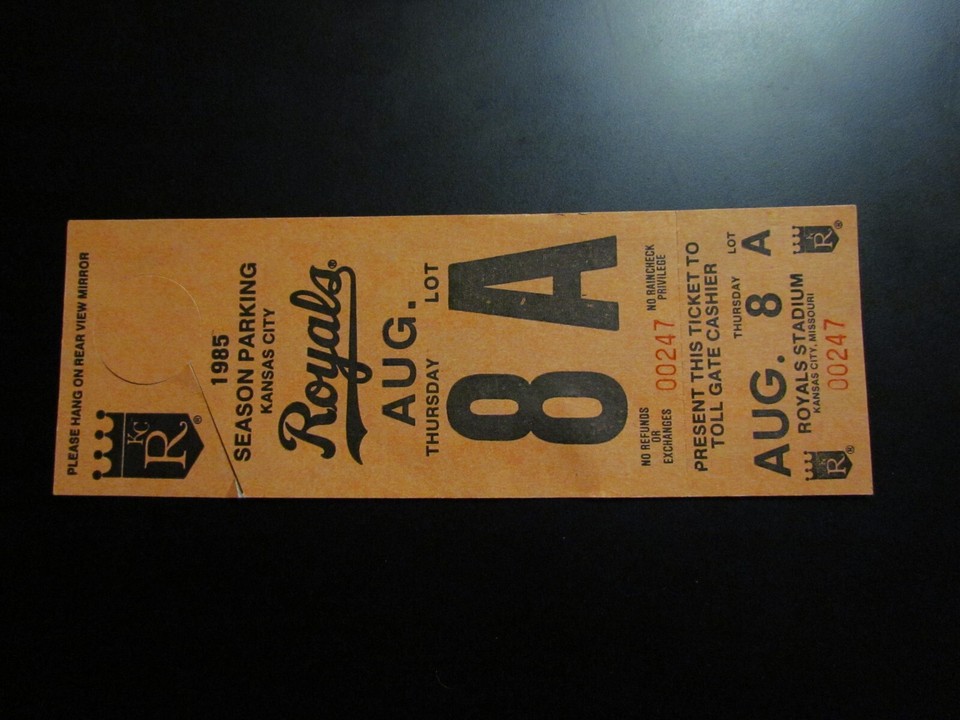 PLEASE HANG ON REAR VIEW MIRROR
KC
R®
1985
SEASON PARKING
KANSAS CITY
Royals®
AUG.
THURSDAY LOT
8 A
NO REFUNDS
OR
EXCHANGES
00247
NO RAINCHECK
PRIVILEGE
PRESENT THIS TICKET TO
TOLL GATE CASHIER
THURSDAY LOT
AUG. 8 A
ROYALS STADIUM
KANSAS CITY, MISSOURI
KC
R®
00247
KC
R®